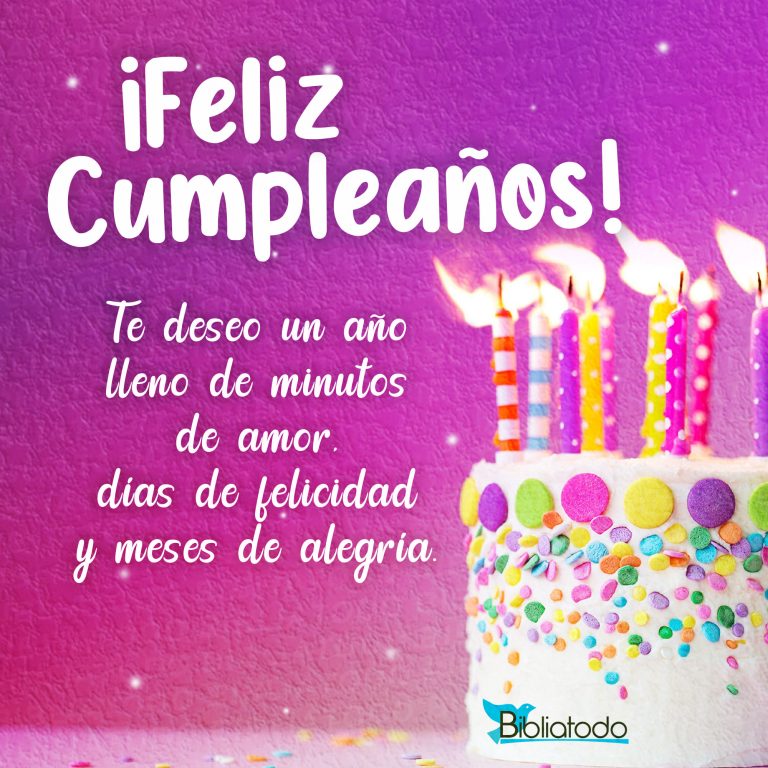 ¡Feliz
Cumpleaños!
Te deseo un año
lleno de minutos
de amor,
días de felicidad
y meses de alegría.
Bibliatodo